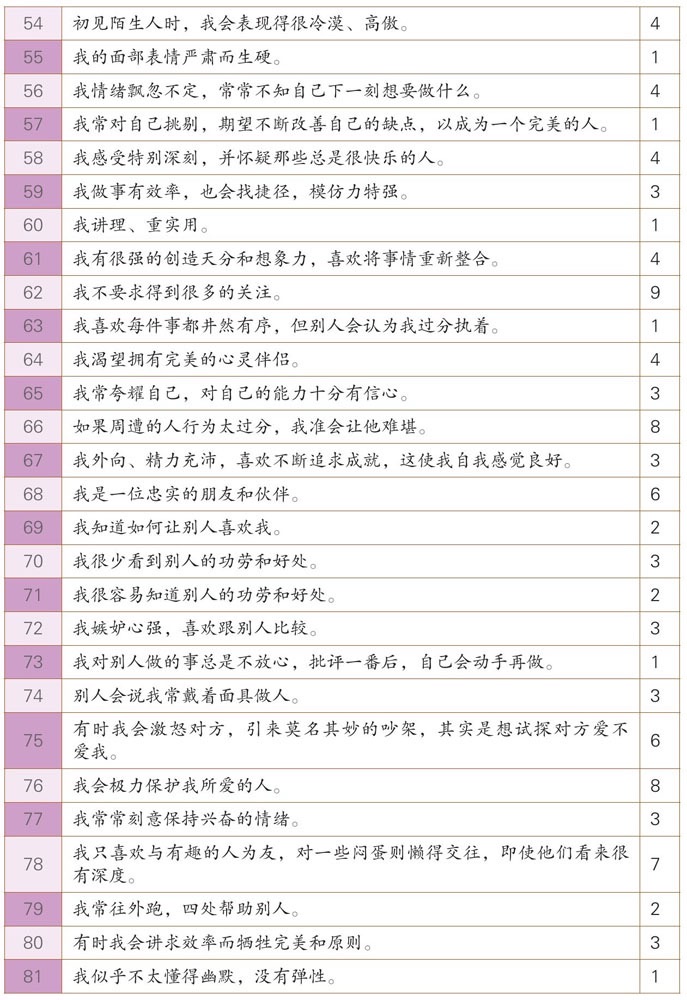 54 初见陌生人时，我会表现得很冷漠、高傲。 4
55 我的面部表情严肃而生硬。 1
56 我情绪飘忽不定，常常不知自己下一刻想要做什么。 4
57 我常对自己挑剔，期望不断改善自己的缺点，以成为一个完美的人。 1
58 我感受特别深刻，并怀疑那些总是很快乐的人。 4
59 我做事有效率，也会找捷径，模仿力特强。 3
60 我讲理、重实用。 1
61 我有很强的创造天分和想象力，喜欢将事情重新整合。 4
62 我不要求得到很多的关注。 9
63 我喜欢每件事都井然有序，但别人会认为我过分执着。 1
64 我渴望拥有完美的心灵伴侣。 4
65 我常夸耀自己，对自己的能力十分有信心。 3
66 如果周遭的人行为太过分，我准会让他难堪。 8
67 我外向、精力充沛，喜欢不断追求成就，这使我自我感觉良好。 3
68 我是一位忠实的朋友和伙伴。 6
69 我知道如何让别人喜欢我。 2
70 我很少看到别人的功劳和好处。 3
71 我很容易知道别人的功劳和好处。 2
72 我嫉妒心强，喜欢跟别人比较。 3
73 我对别人做的事总是不放心，批评一番后，自己会动手再做。 1
74 别人会说我常戴着面具做人。 3
75 有时我会激怒对方，引来莫名其妙的吵架，其实是想试探对方爱不
爱我。 6
76 我会极力保护我所爱的人。 8
77 我常常刻意保持兴奋的情绪。 3
78 我只喜欢与有趣的人为友，对一些闷蛋则懒得交往，即使他们看来很
有深度。 7
79 我常往外跑，四处帮助别人。 2
80 有时我会讲求效率而牺牲完美和原则。 3
81 我似乎不太懂得幽默，没有弹性。 1